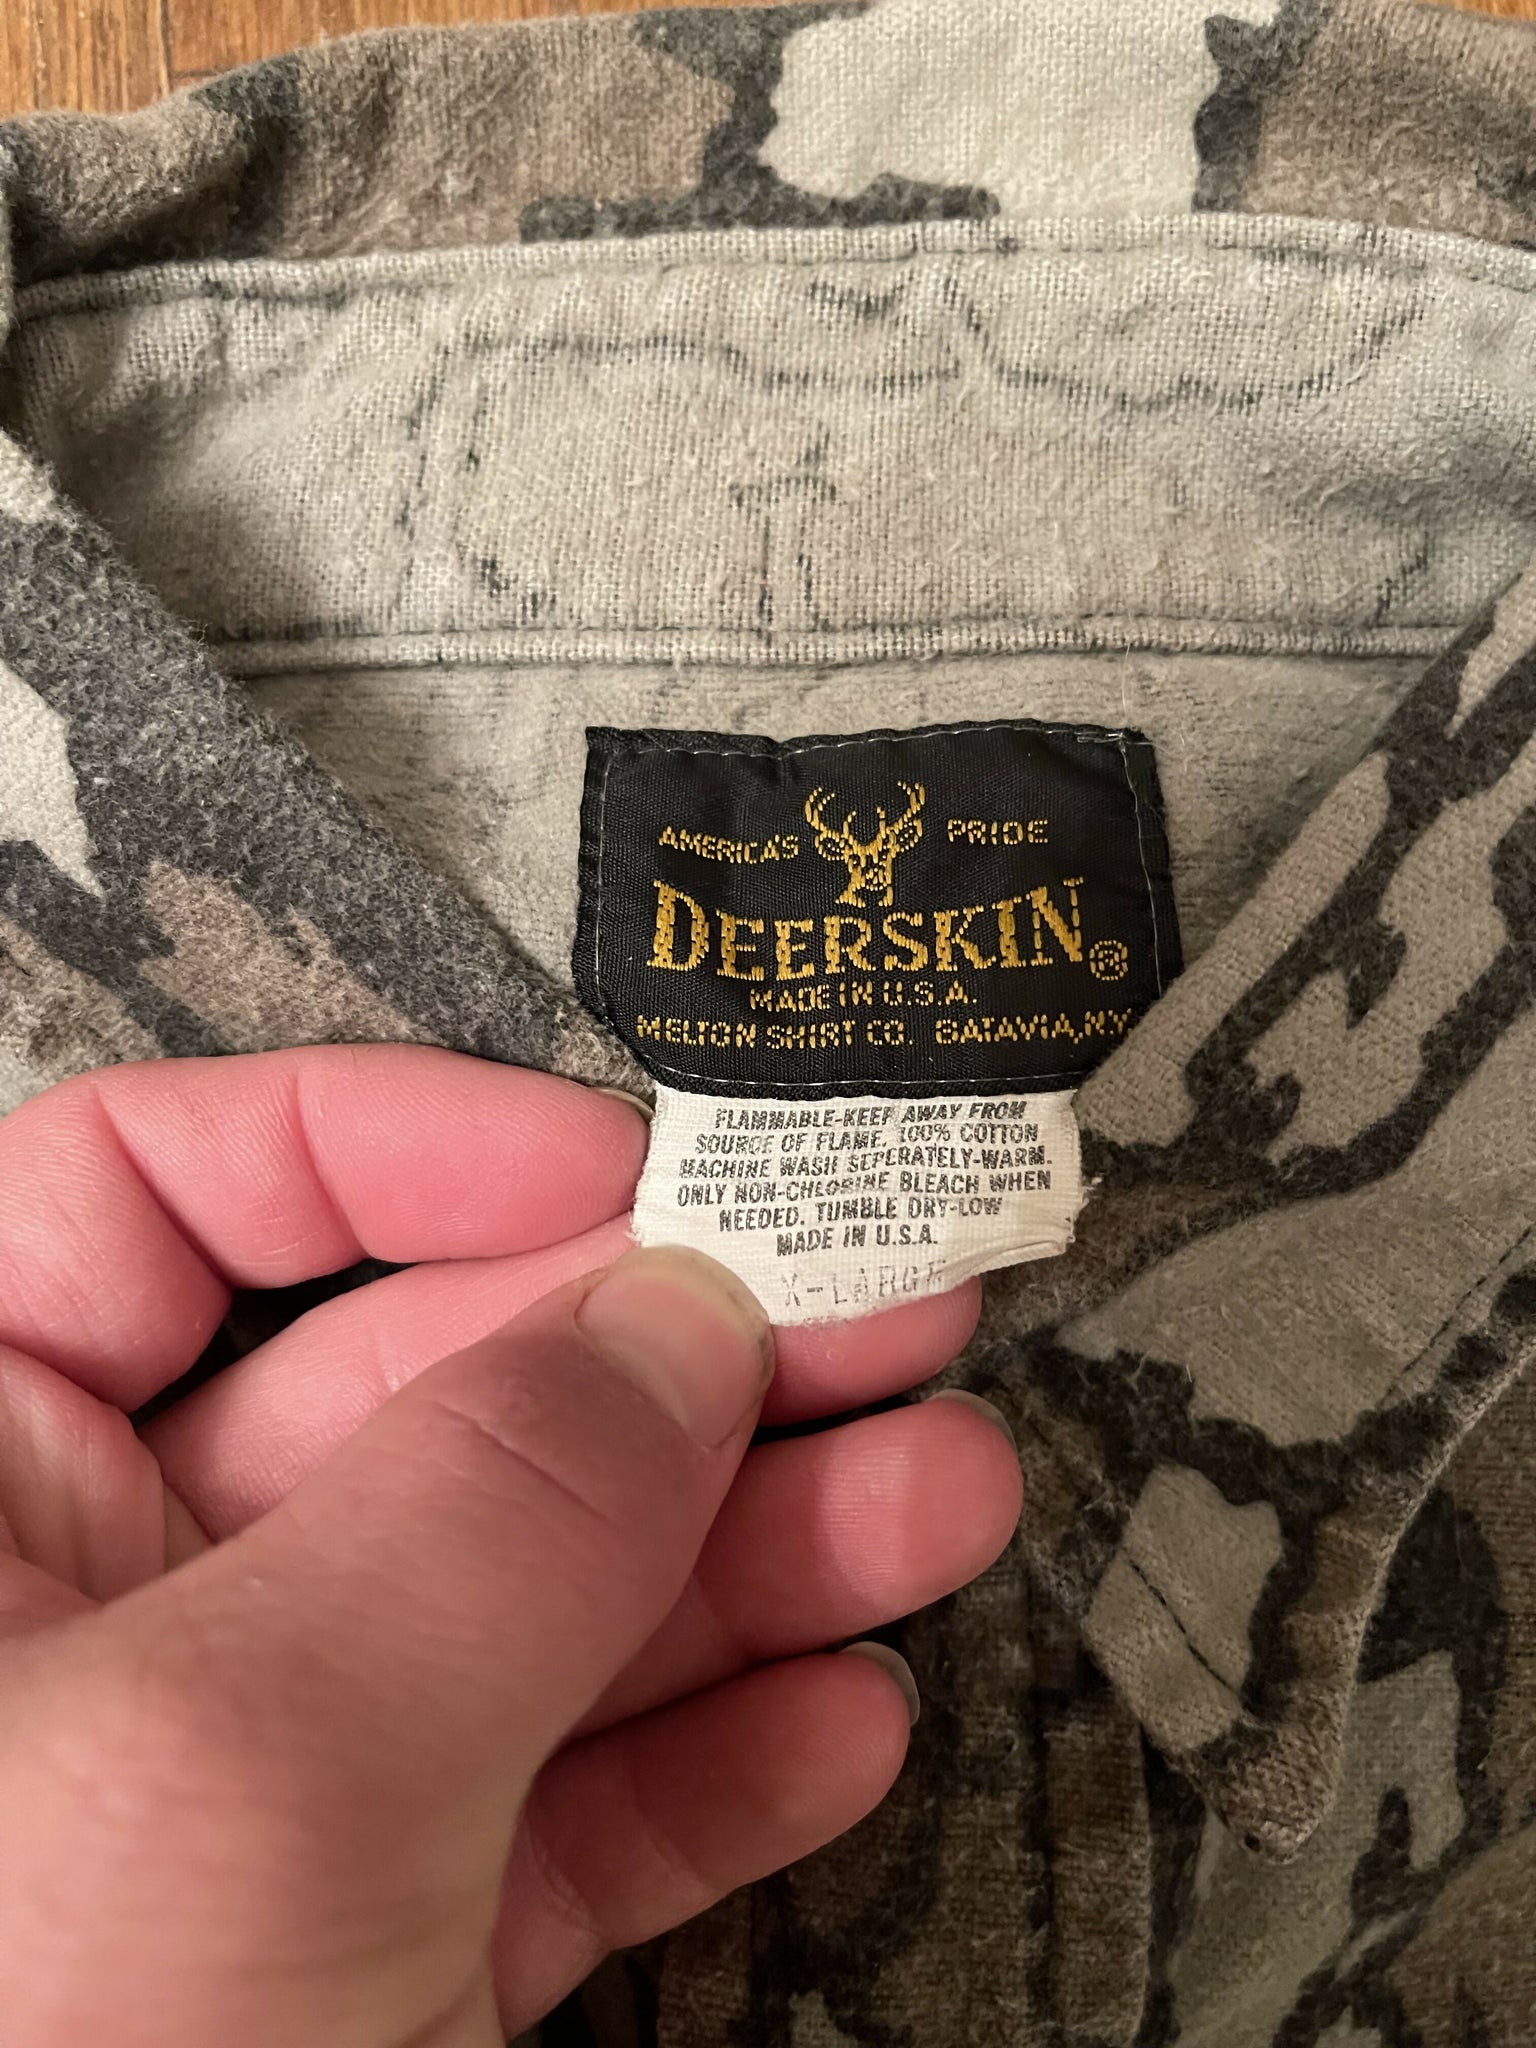 AMERICA'S PRIDE
DEERSKIN®
MADE IN U.S.A.
MELTON SHIRT CO. BATAVIA, N.Y.
FLAMMABLE-KEEP AWAY FROM
SOURCE OF FLAME. 100% COTTON
MACHINE WASH SEPERATELY-WARM.
ONLY NON-CHLORINE BLEACH WHEN
NEEDED. TUMBLE DRY-LOW
MADE IN U.S.A.
X-LARGE